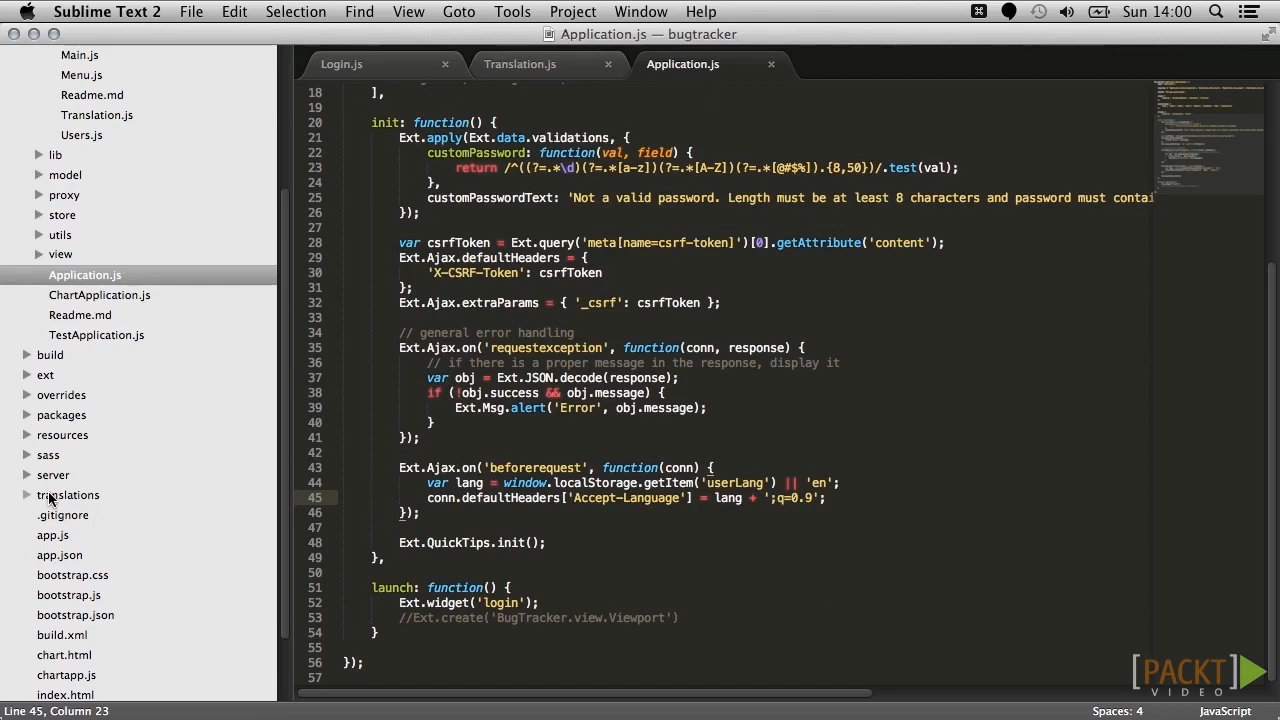 Sublime Text 2 File Edit Selection Find View Goto Tools Project Window Help Sun 14:00
Application.js — bugtracker
Main.js
Menu.js
Readme.md
Translation.js
Users.js
lib
model
proxy
store
utils
view
Application.js
ChartApplication.js
Readme.md
TestApplication.js
build
ext
overrides
packages
resources
sass
server
translations
.gitignore
app.js
app.json
bootstrap.css
bootstrap.js
bootstrap.json
build.xml
chart.html
chartapp.js
index.html
Login.js × Translation.js × Application.js ×
18 ],
19
20 init: function() {
21 Ext.apply(Ext.data.validations, {
22 customPassword: function(val, field) {
23 return /^((?=.*\d)(?=.*[a-z])(?=.*[A-Z])(?=.*[@#$%]).{8,50})/.test(val);
24 },
25 customPasswordText: 'Not a valid password. Length must be at least 8 characters and password must contai
26 });
27
28 var csrfToken = Ext.query('meta[name=csrf-token]')[0].getAttribute('content');
29 Ext.Ajax.defaultHeaders = {
30 'X-CSRF-Token': csrfToken
31 };
32 Ext.Ajax.extraParams = { '_csrf': csrfToken };
33
34 // general error handling
35 Ext.Ajax.on('requestexception', function(conn, response) {
36 // if there is a proper message in the response, display it
37 var obj = Ext.JSON.decode(response);
38 if (!obj.success && obj.message) {
39 Ext.Msg.alert('Error', obj.message);
40 }
41 });
42
43 Ext.Ajax.on('beforerequest', function(conn) {
44 var lang = window.localStorage.getItem('userLang') || 'en';
45 conn.defaultHeaders['Accept-Language'] = lang + ';q=0.9';
46 });
47
48 Ext.QuickTips.init();
49 },
50
51 launch: function() {
52 Ext.widget('login');
53 //Ext.create('BugTracker.view.Viewport')
54 }
55
56 });
57
[PACKT]
VIDEO
Line 45, Column 23 Spaces: 4 JavaScript